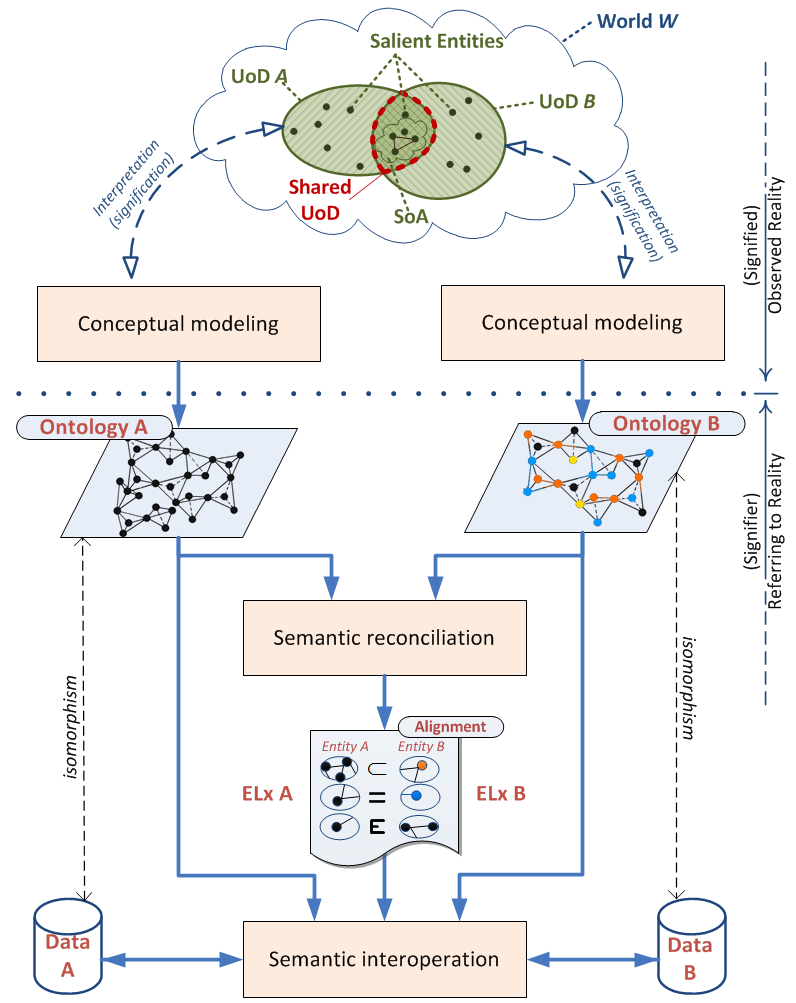 World W
Salient Entities
UoD A
UoD B
Interpretation
(signification)
Interpretation
(signification)
Shared
UoD
SoA
(Signified)
Observed Reality
Conceptual modeling
Conceptual modeling
Ontology A
Ontology B
(Signifier)
Referring to Reality
Semantic reconciliation
isomorphism
isomorphism
Alignment
Entity A
Entity B
⊂
ELx A
=
ELx B
E
Data
A
Semantic interoperation
Data
B